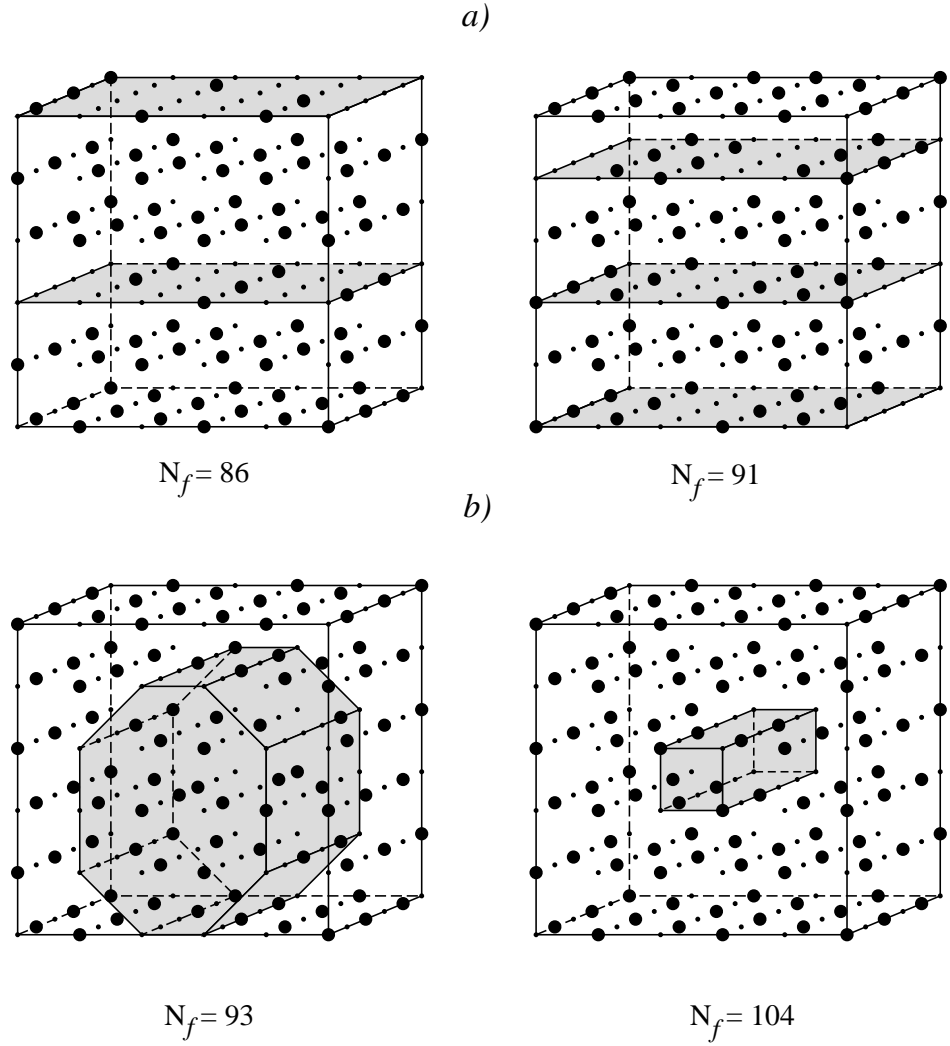 a)
N_f = 86 N_f = 91
b)
N_f = 93 N_f = 104